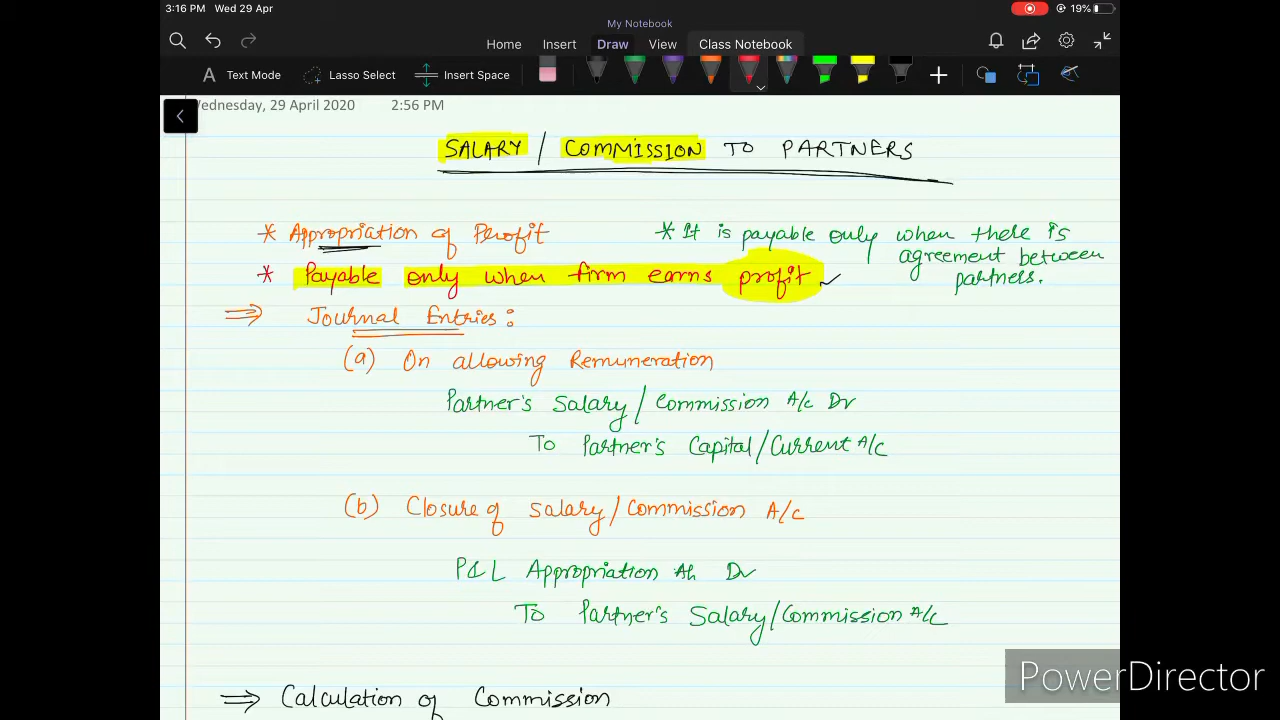 3:16 PM Wed 29 Apr
19%
My Notebook
Home Insert Draw View Class Notebook
A Text Mode Lasso Select Insert Space
Wednesday, 29 April 2020 2:56 PM
SALARY / COMMISSION TO PARTNERS
* Appropriation of Profit
* It is payable only when there is
agreement between
partners.
* Payable only when firm earns profit
⇒ Journal Entries:
(a) On allowing Remuneration
Partner's Salary/Commission A/c Dr
To Partner's Capital/Current A/c
(b) Closure of Salary/Commission A/c
P&L Appropriation A/c Dr
To Partner's Salary/Commission A/c
⇒ Calculation of Commission
PowerDirector